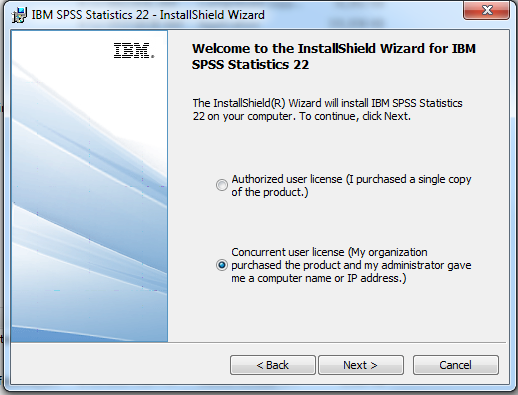 IBM SPSS Statistics 22 - InstallShield Wizard
IBM.
Welcome to the InstallShield Wizard for IBM
SPSS Statistics 22
The InstallShield(R) Wizard will install IBM SPSS Statistics
22 on your computer. To continue, click Next.
Authorized user license (I purchased a single copy
of the product.)
Concurrent user license (My organization
purchased the product and my administrator gave
me a computer name or IP address.)
< Back
Next >
Cancel